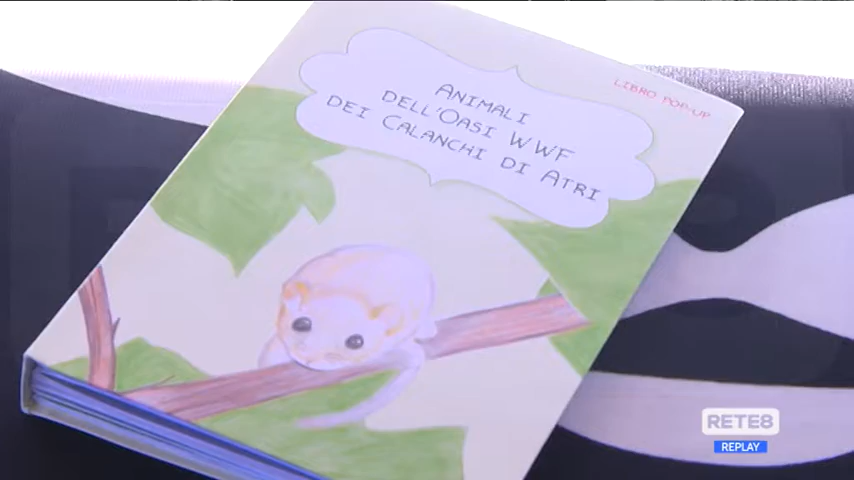 LIBRO POP-UP
ANIMALI
DELL'OASI WWF
DEI CALANCHI DI ATRI
RETE8
REPLAY